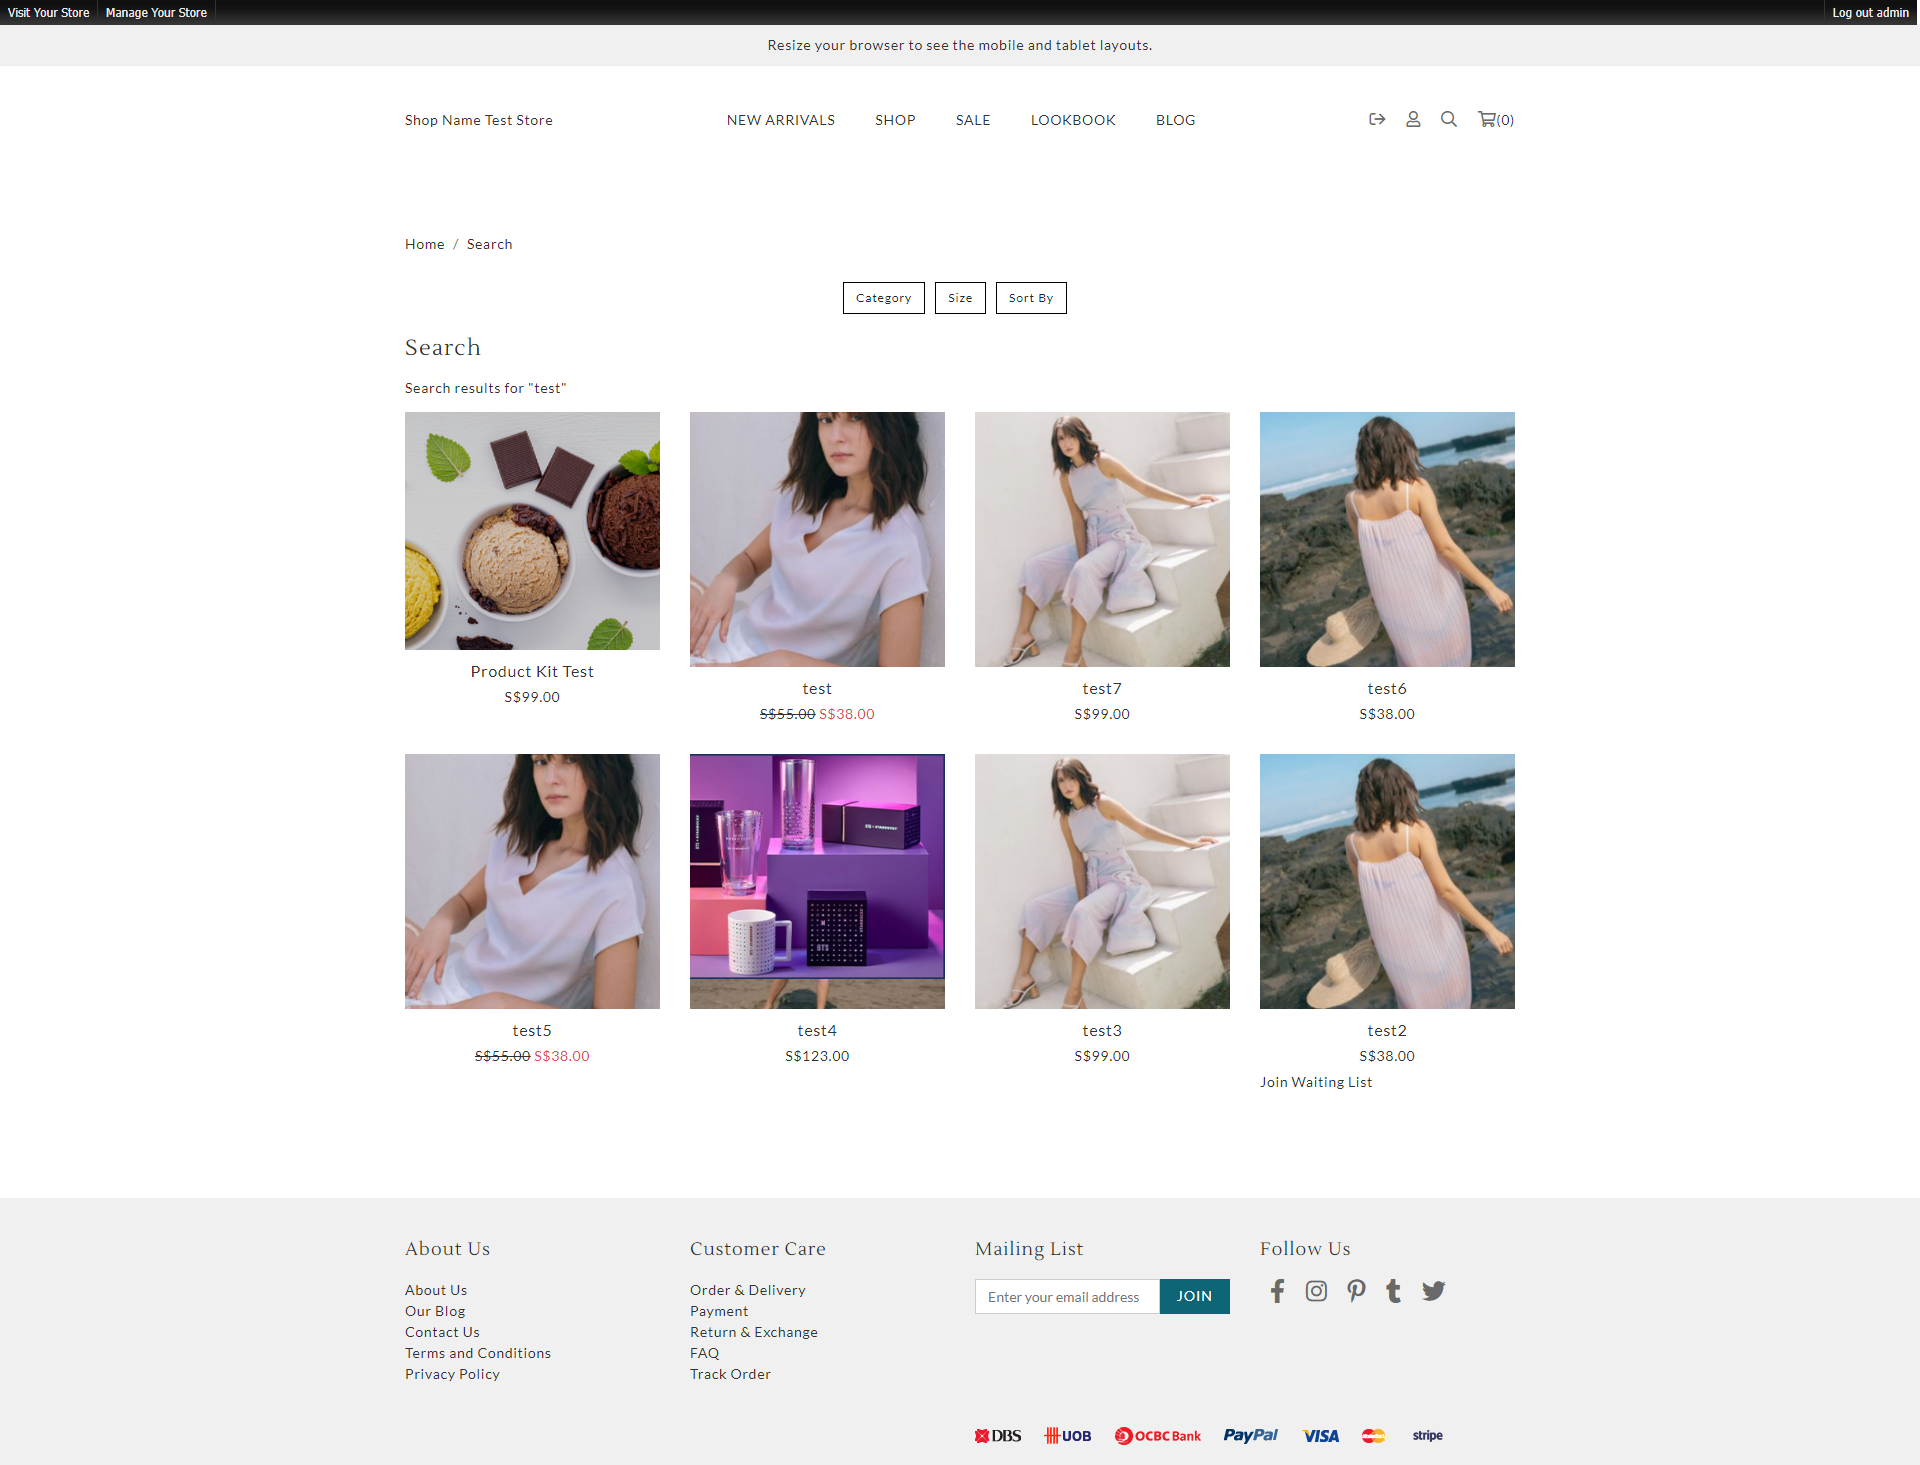 Visit Your Store Manage Your Store Log out admin
Resize your browser to see the mobile and tablet layouts.
Shop Name Test Store NEW ARRIVALS SHOP SALE LOOKBOOK BLOG (0)
Home / Search
Category Size Sort By
Search
Search results for "test"
Product Kit Test
S$99.00
test
S$55.00 S$38.00
test7
S$99.00
test6
S$38.00
BTS
test5
S$55.00 S$38.00
test4
S$123.00
test3
S$99.00
test2
S$38.00
Join Waiting List
About Us
About Us
Our Blog
Contact Us
Terms and Conditions
Privacy Policy
Customer Care
Order & Delivery
Payment
Return & Exchange
FAQ
Track Order
Mailing List
Enter your email address JOIN
Follow Us
DBS UOB OCBC Bank PayPal VISA MasterCard stripe